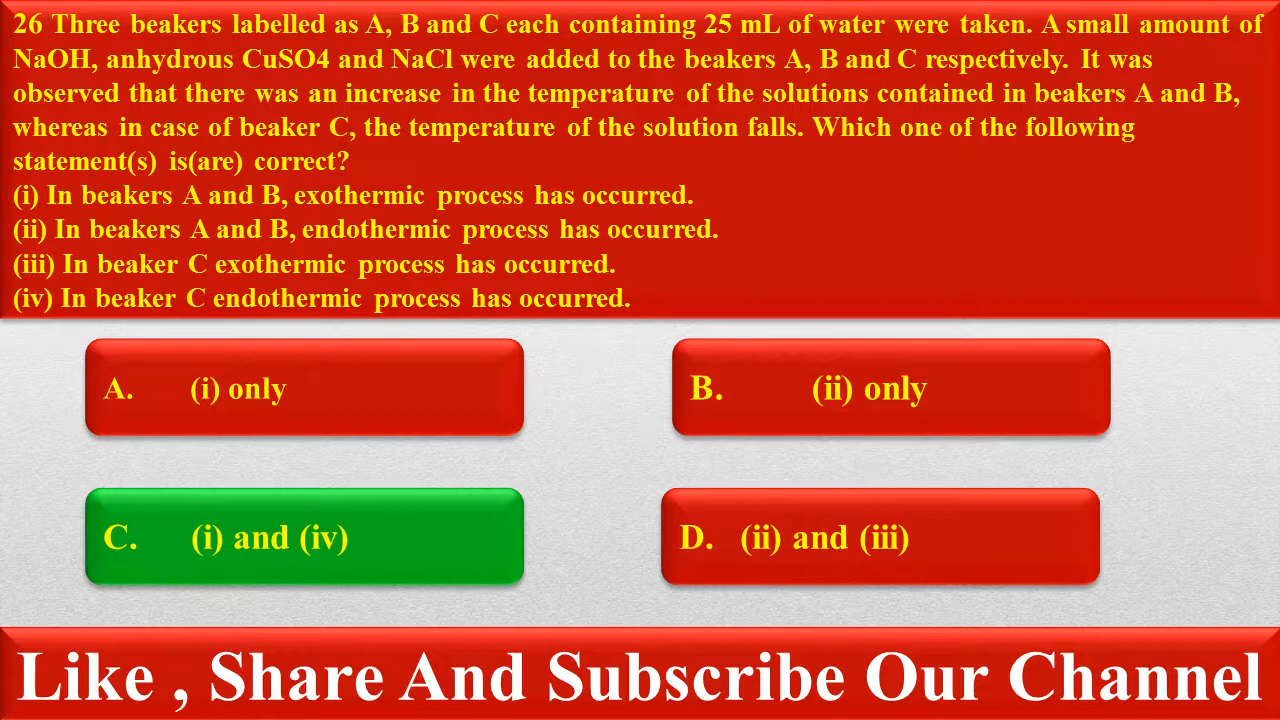 26 Three beakers labelled as A, B and C each containing 25 mL of water were taken. A small amount of
NaOH, anhydrous CuSO4 and NaCl were added to the beakers A, B and C respectively. It was
observed that there was an increase in the temperature of the solutions contained in beakers A and B,
whereas in case of beaker C, the temperature of the solution falls. Which one of the following
statement(s) is(are) correct?
(i) In beakers A and B, exothermic process has occurred.
(ii) In beakers A and B, endothermic process has occurred.
(iii) In beaker C exothermic process has occurred.
(iv) In beaker C endothermic process has occurred.
A. (i) only
B. (ii) only
C. (i) and (iv)
D. (ii) and (iii)
Like , Share And Subscribe Our Channel